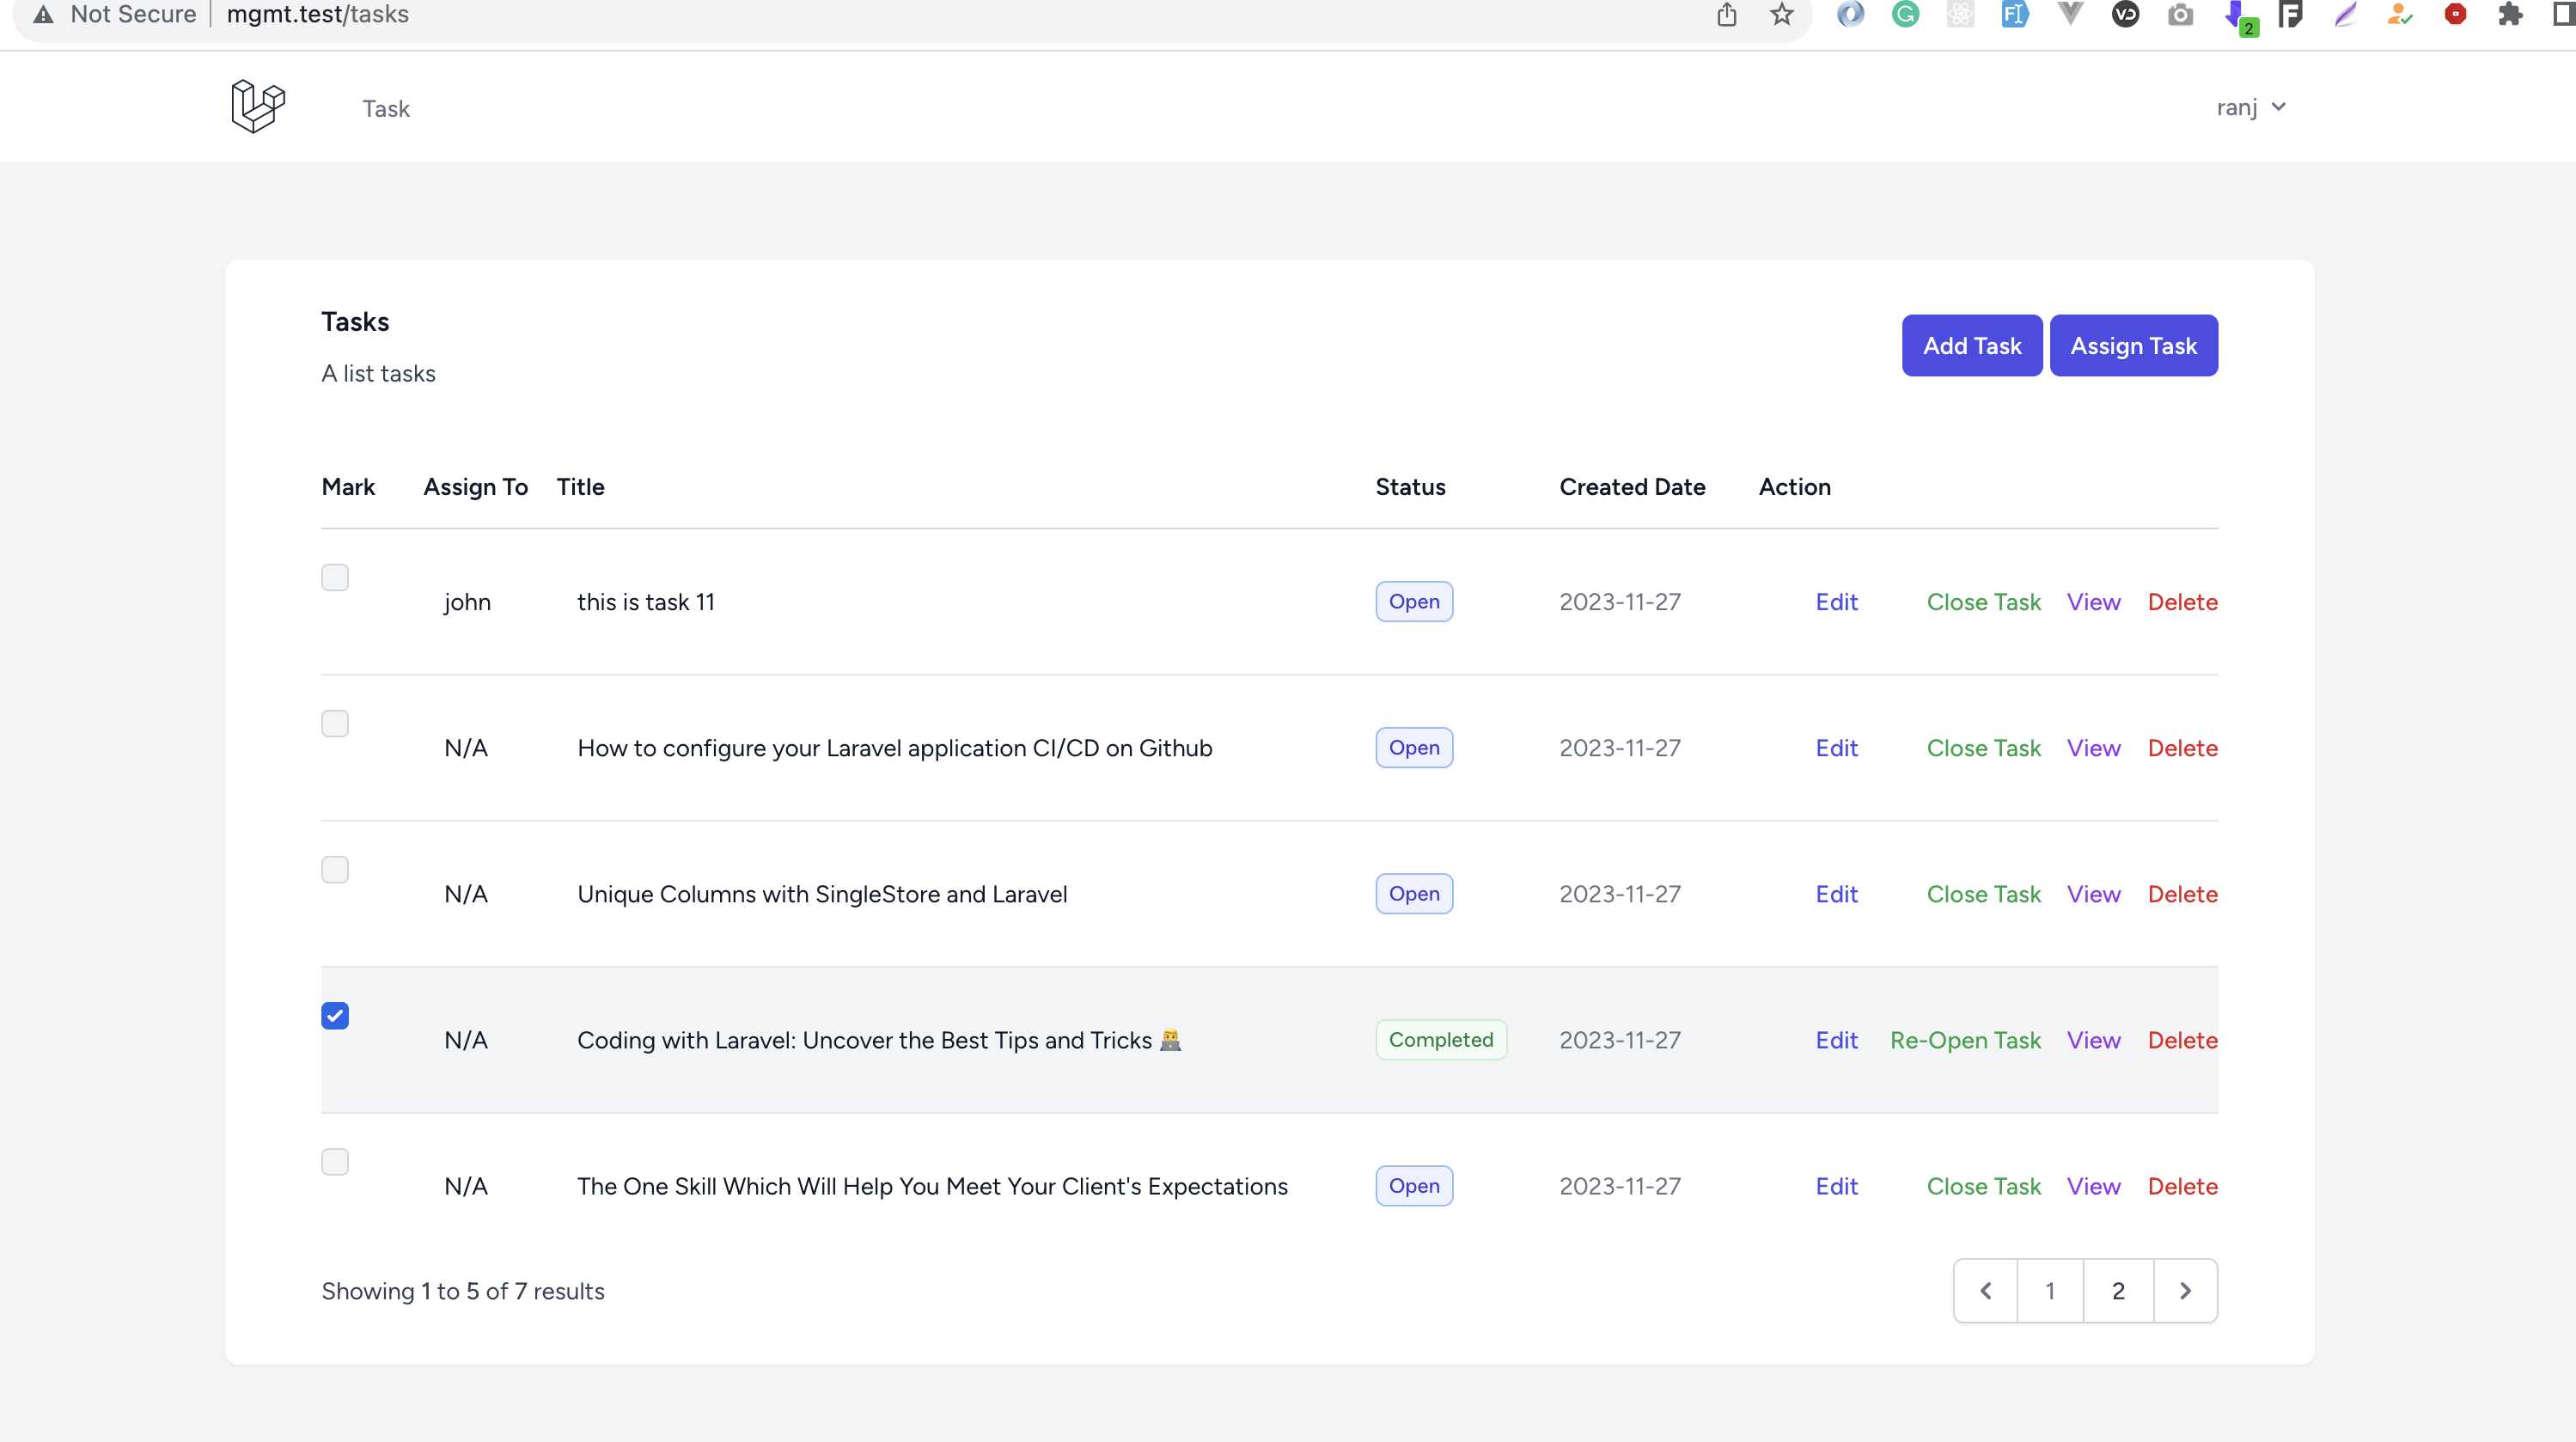 Not Secure | mgmt.test/tasks
2
Task
ranj
Tasks
A list tasks
Add Task
Assign Task
Mark Assign To Title Status Created Date Action
john this is task 11 Open 2023-11-27 Edit Close Task View Delete
N/A How to configure your Laravel application CI/CD on Github Open 2023-11-27 Edit Close Task View Delete
N/A Unique Columns with SingleStore and Laravel Open 2023-11-27 Edit Close Task View Delete
N/A Coding with Laravel: Uncover the Best Tips and Tricks 👨‍💻 Completed 2023-11-27 Edit Re-Open Task View Delete
N/A The One Skill Which Will Help You Meet Your Client's Expectations Open 2023-11-27 Edit Close Task View Delete
Showing 1 to 5 of 7 results
1 2